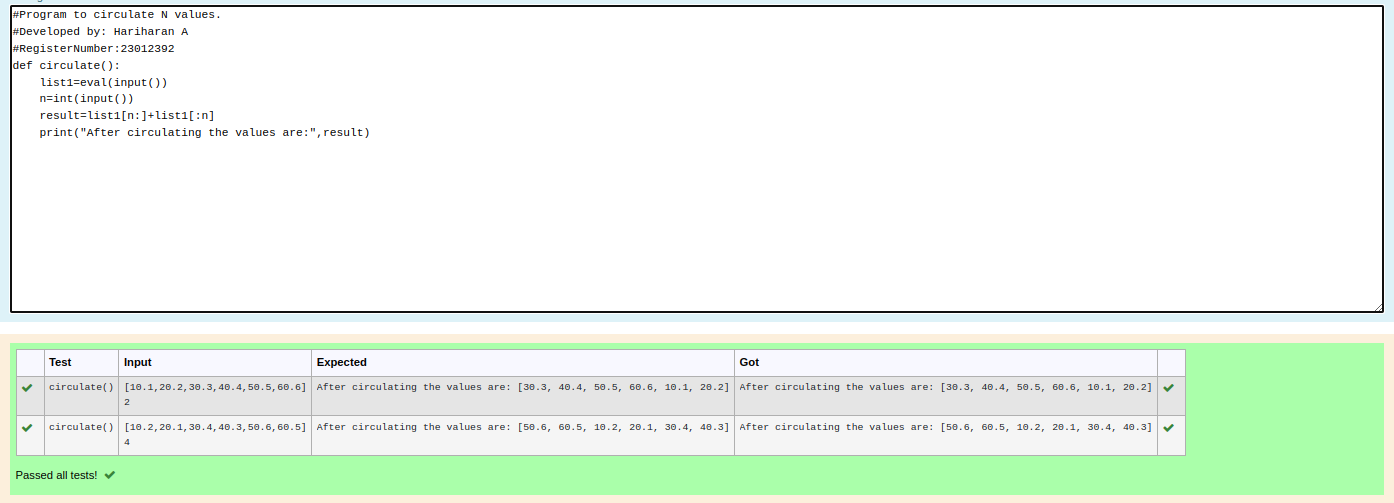 #Program to circulate N values.
#Developed by: Hariharan A
#RegisterNumber:23012392
def circulate():
    list1=eval(input())
    n=int(input())
    result=list1[n:]+list1[:n]
    print("After circulating the values are:",result)
Test Input Expected Got
circulate() [10.1,20.2,30.3,40.4,50.5,60.6] After circulating the values are: [30.3, 40.4, 50.5, 60.6, 10.1, 20.2] After circulating the values are: [30.3, 40.4, 50.5, 60.6, 10.1, 20.2]
2
circulate() [10.2,20.1,30.4,40.3,50.6,60.5] After circulating the values are: [50.6, 60.5, 10.2, 20.1, 30.4, 40.3] After circulating the values are: [50.6, 60.5, 10.2, 20.1, 30.4, 40.3]
4
Passed all tests!